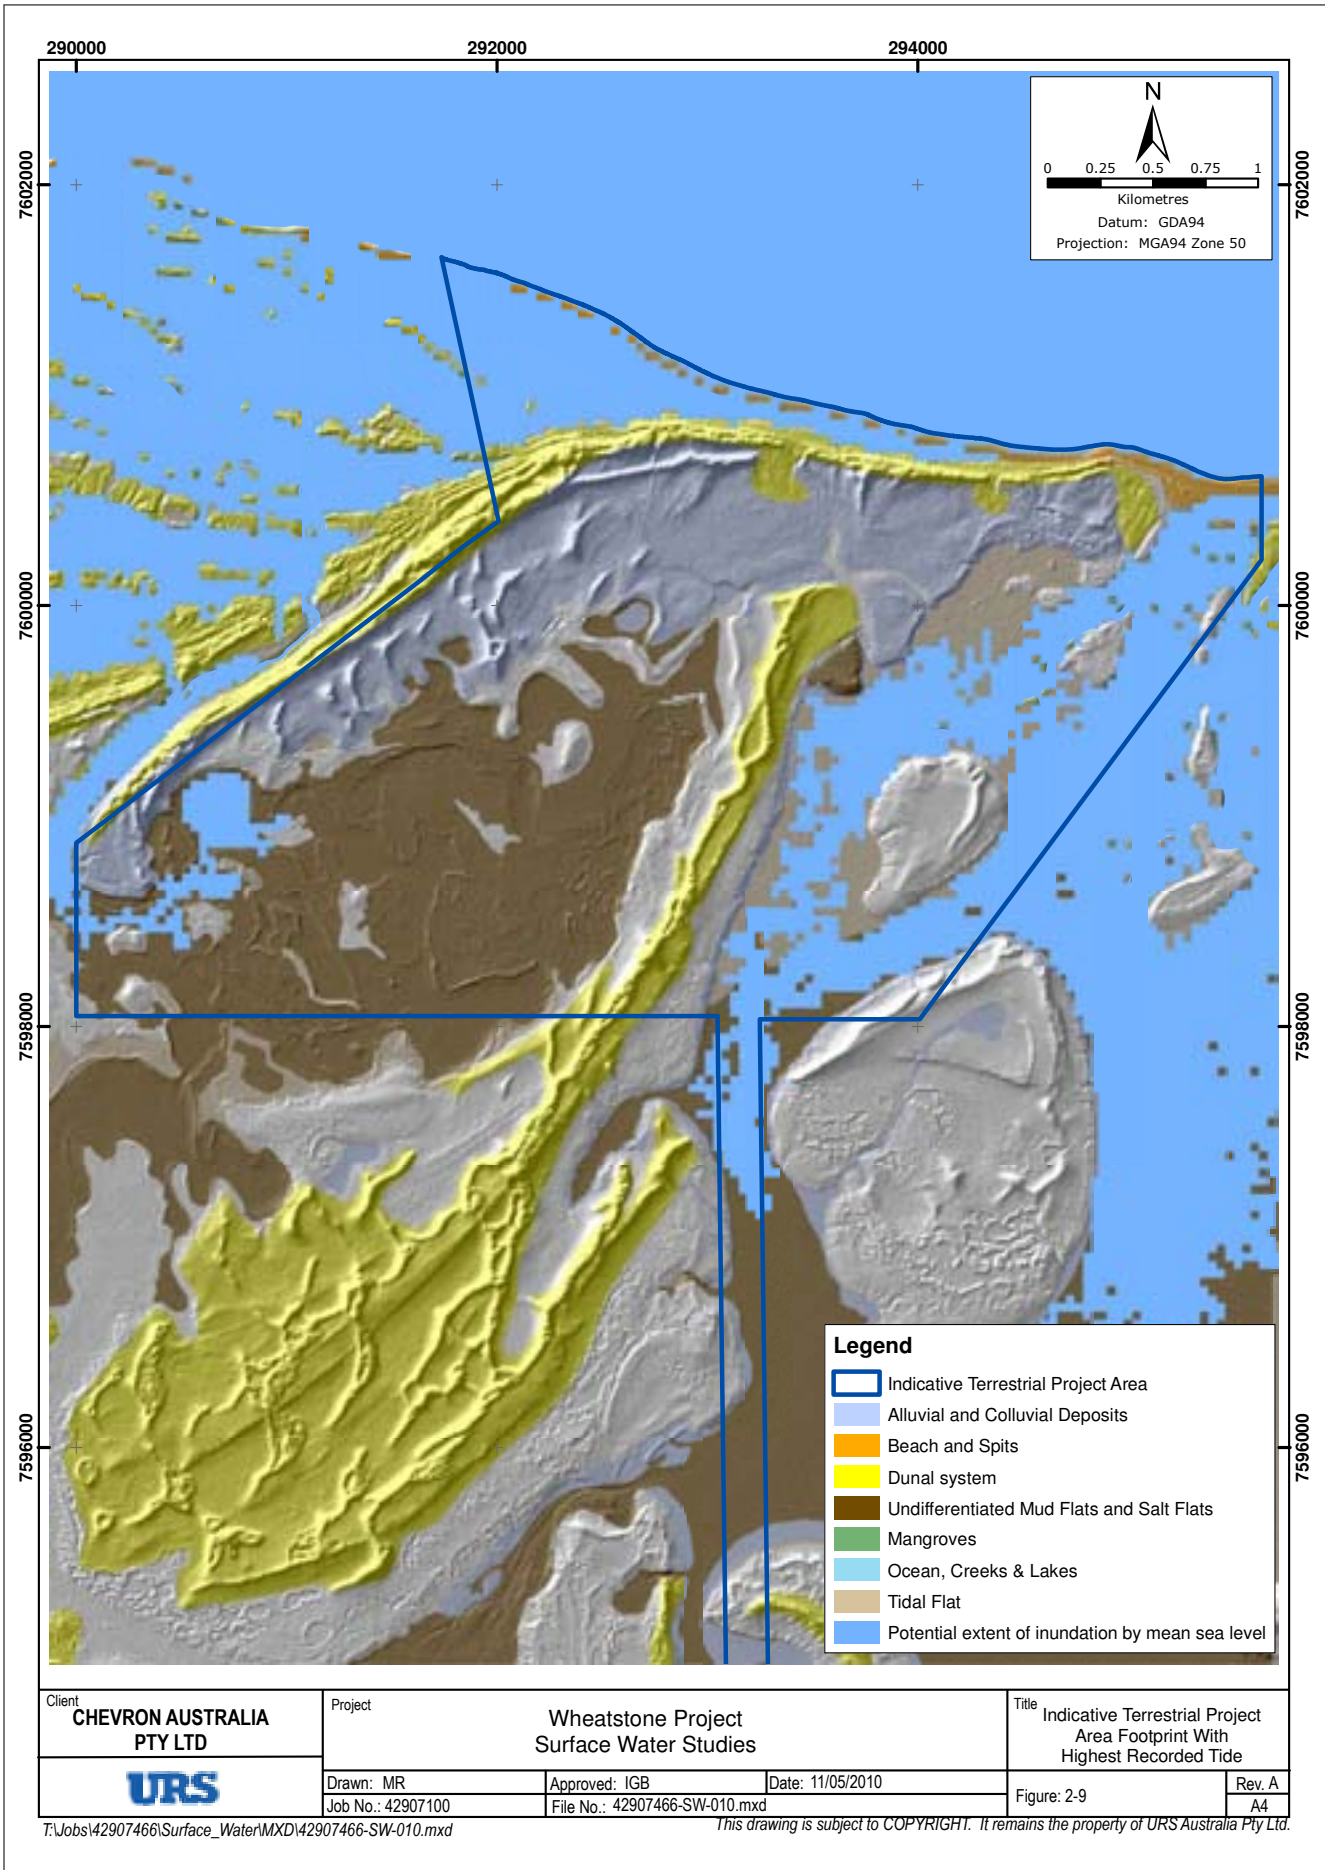 290000
292000
294000
N
0 0.25 0.5 0.75 1
Kilometres
Datum: GDA94
Projection: MGA94 Zone 50
7602000
7602000
7600000
7600000
7598000
7598000
7596000
7596000
Legend
Indicative Terrestrial Project Area
Alluvial and Colluvial Deposits
Beach and Spits
Dunal system
Undifferentiated Mud Flats and Salt Flats
Mangroves
Ocean, Creeks & Lakes
Tidal Flat
Potential extent of inundation by mean sea level
Client
CHEVRON AUSTRALIA
PTY LTD
URS
Project
Wheatstone Project
Surface Water Studies
Title
Indicative Terrestrial Project
Area Footprint With
Highest Recorded Tide
Drawn: MR
Approved: IGB
Date: 11/05/2010
Job No.: 42907100
File No.: 42907466-SW-010.mxd
Figure: 2-9
Rev. A
A4
T:\Jobs\42907466\Surface_Water\MXD\42907466-SW-010.mxd
This drawing is subject to COPYRIGHT. It remains the property of URS Australia Pty Ltd.